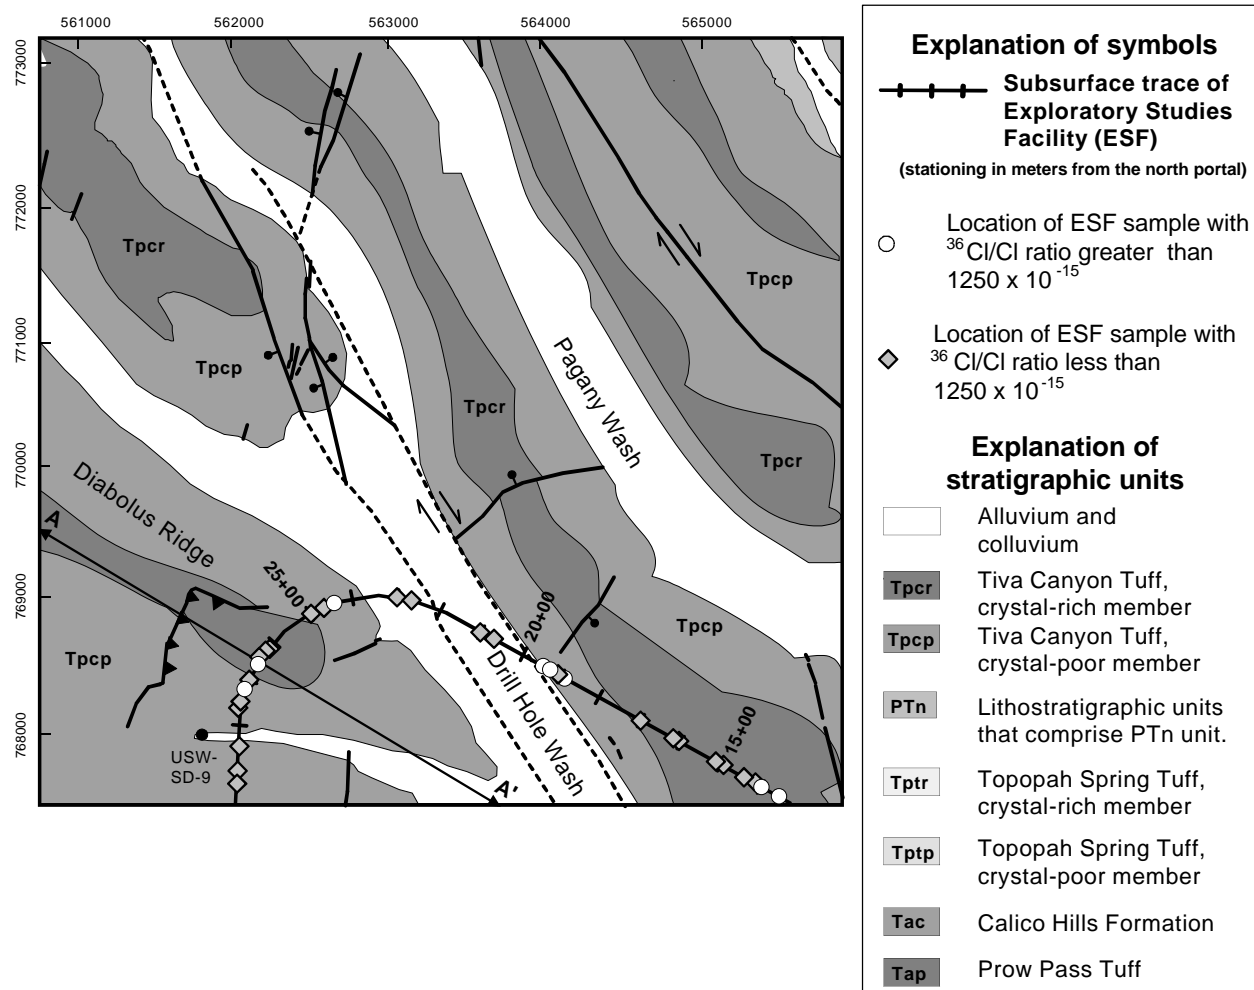 561000 562000 563000 564000 565000
773000
772000
771000
770000
769000
768000
Tpcr
Tpcp
Tpcp
Pagany Wash
Tpcr
Tpcr
Diabolus Ridge
A
25+00
20+00
Tpcp
Tpcp
Drill Hole Wash
15+00
USW-
SD-9
A'
Explanation of symbols
Subsurface trace of
Exploratory Studies
Facility (ESF)
(stationing in meters from the north portal)
Location of ESF sample with
36Cl/Cl ratio greater than
1250 x 10 -15
Location of ESF sample with
36 Cl/Cl ratio less than
1250 x 10 -15
Explanation of
stratigraphic units
Alluvium and
colluvium
Tpcr Tiva Canyon Tuff,
crystal-rich member
Tpcp Tiva Canyon Tuff,
crystal-poor member
PTn Lithostratigraphic units
that comprise PTn unit.
Tptr Topopah Spring Tuff,
crystal-rich member
Tptp Topopah Spring Tuff,
crystal-poor member
Tac Calico Hills Formation
Tap Prow Pass Tuff